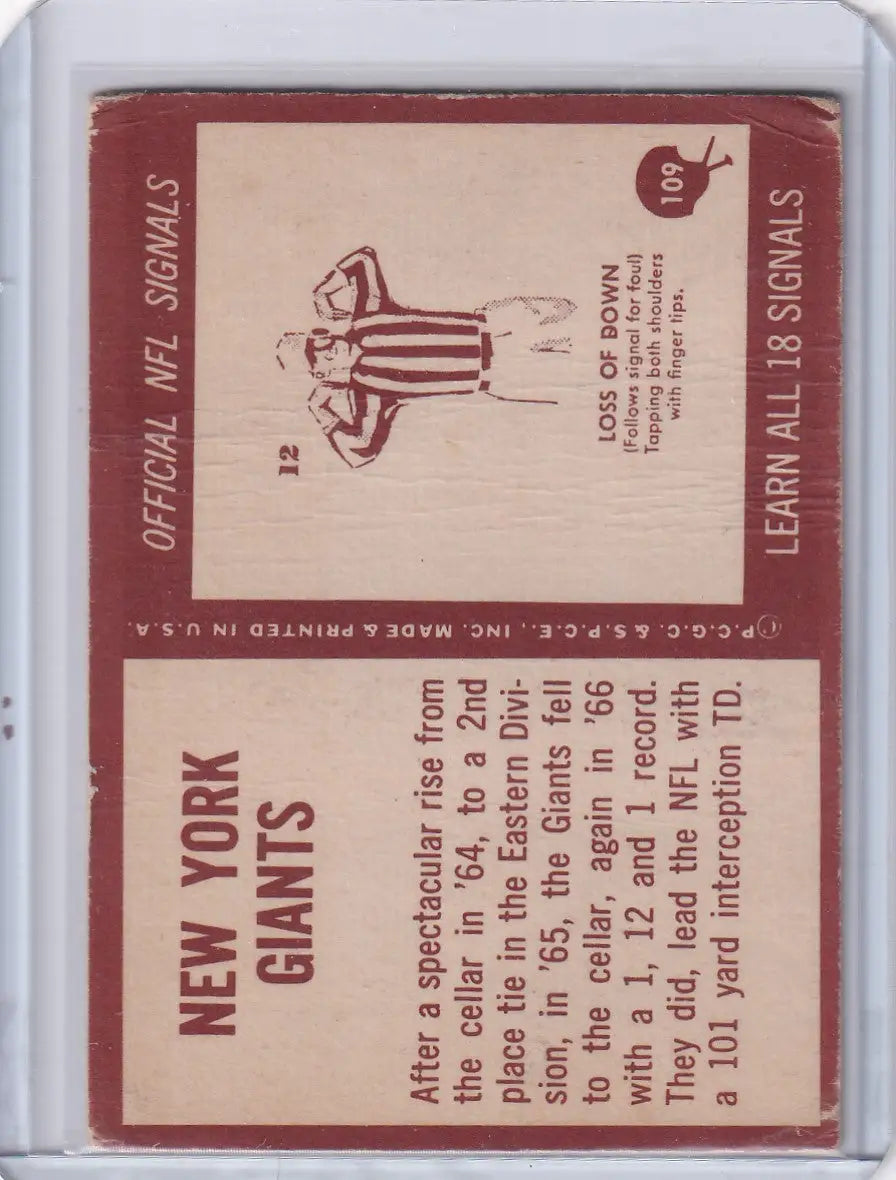 NEW YORK
GIANTS
After a spectacular rise from
the cellar in '64, to a 2nd
place tie in the Eastern Divi-
sion, in '65, the Giants fell
to the cellar, again in '66
with a 1, 12 and 1 record.
They did, lead the NFL with
a 101 yard interception TD.
©P.C.G.C. & S.P.C.E., INC. MADE & PRINTED IN U.S.A.
OFFICIAL NFL SIGNALS
12
109
LOSS OF DOWN
(Follows signal for foul)
Tapping both shoulders
with finger tips.
LEARN ALL 18 SIGNALS